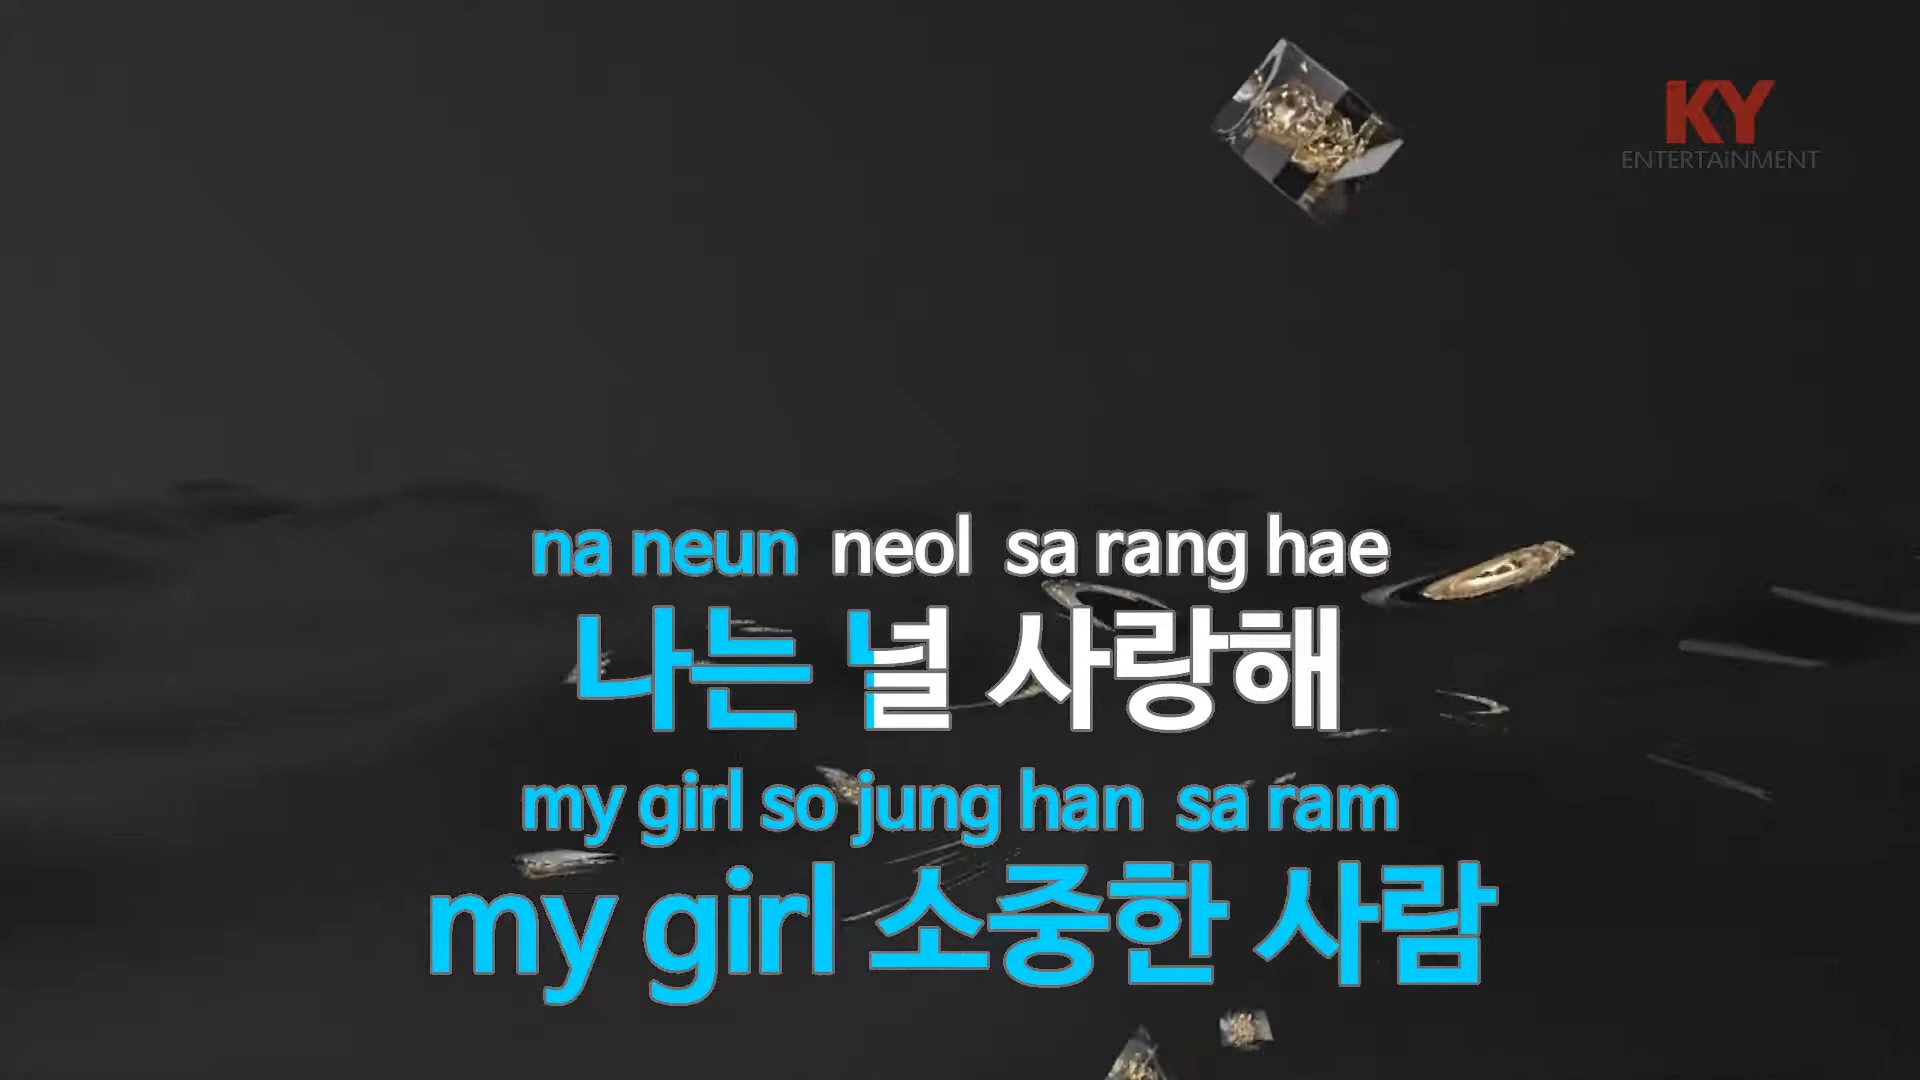 KY
ENTERTAiNMENT
na neun neol sa rang hae
나는 널 사랑해
my girl so jung han sa ram
my girl 소중한 사람